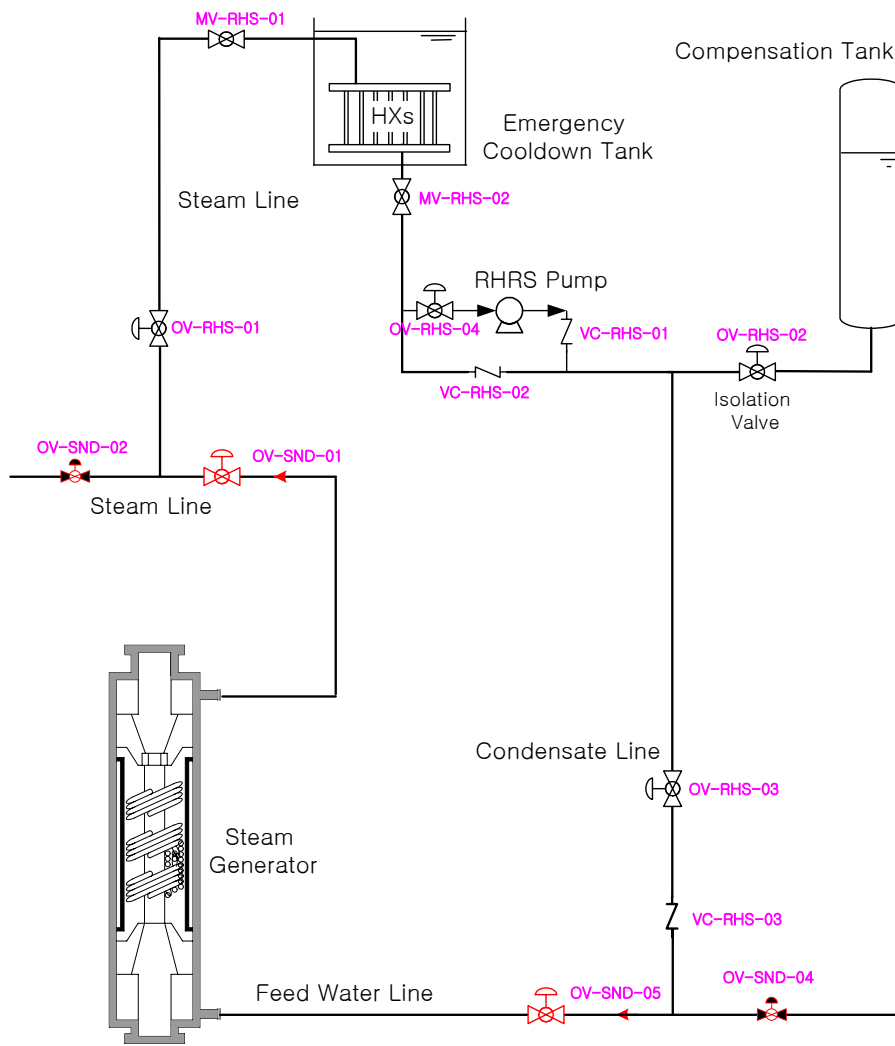 MV-RHS-01
Compensation Tank
HXs
Emergency
Cooldown Tank
Steam Line
MV-RHS-02
RHRS Pump
OV-RHS-01
OV-RHS-04
VC-RHS-01
OV-RHS-02
VC-RHS-02
Isolation
Valve
OV-SND-02
OV-SND-01
Steam Line
Condensate Line
OV-RHS-03
Steam
Generator
VC-RHS-03
OV-SND-04
Feed Water Line
OV-SND-05